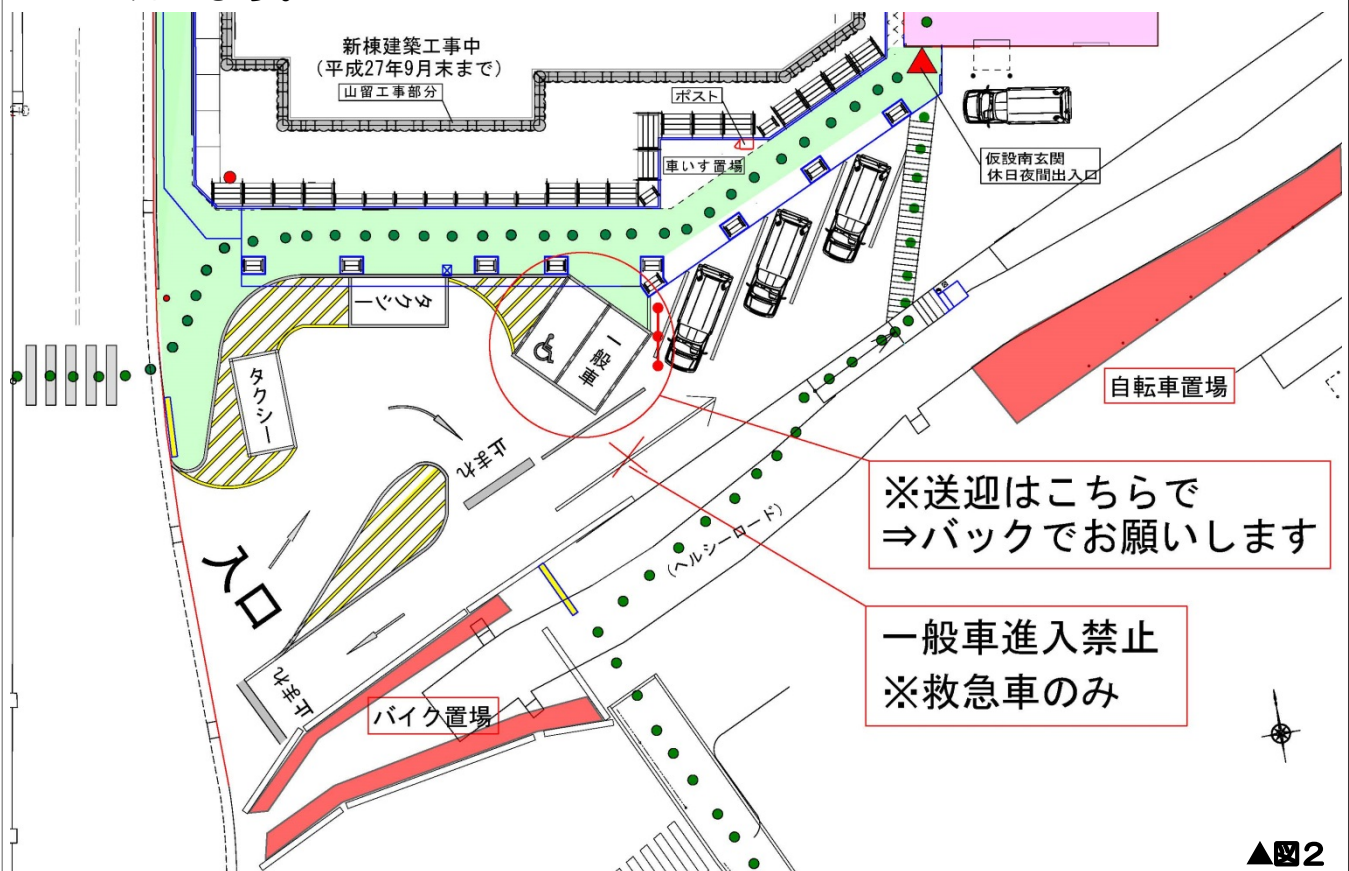 新棟建築工事中
(平成27年9月末まで)
山留工事部分
ポスト
車いす置場
仮設南玄関
休日夜間出入口
タクシー
一般車
タクシー
自転車置場
止まれ
※送迎はこちらで
⇒バックでお願いします
(ヘルシーロード)
入口
一般車進入禁止
※救急車のみ
止まれ
バイク置場
▲図2